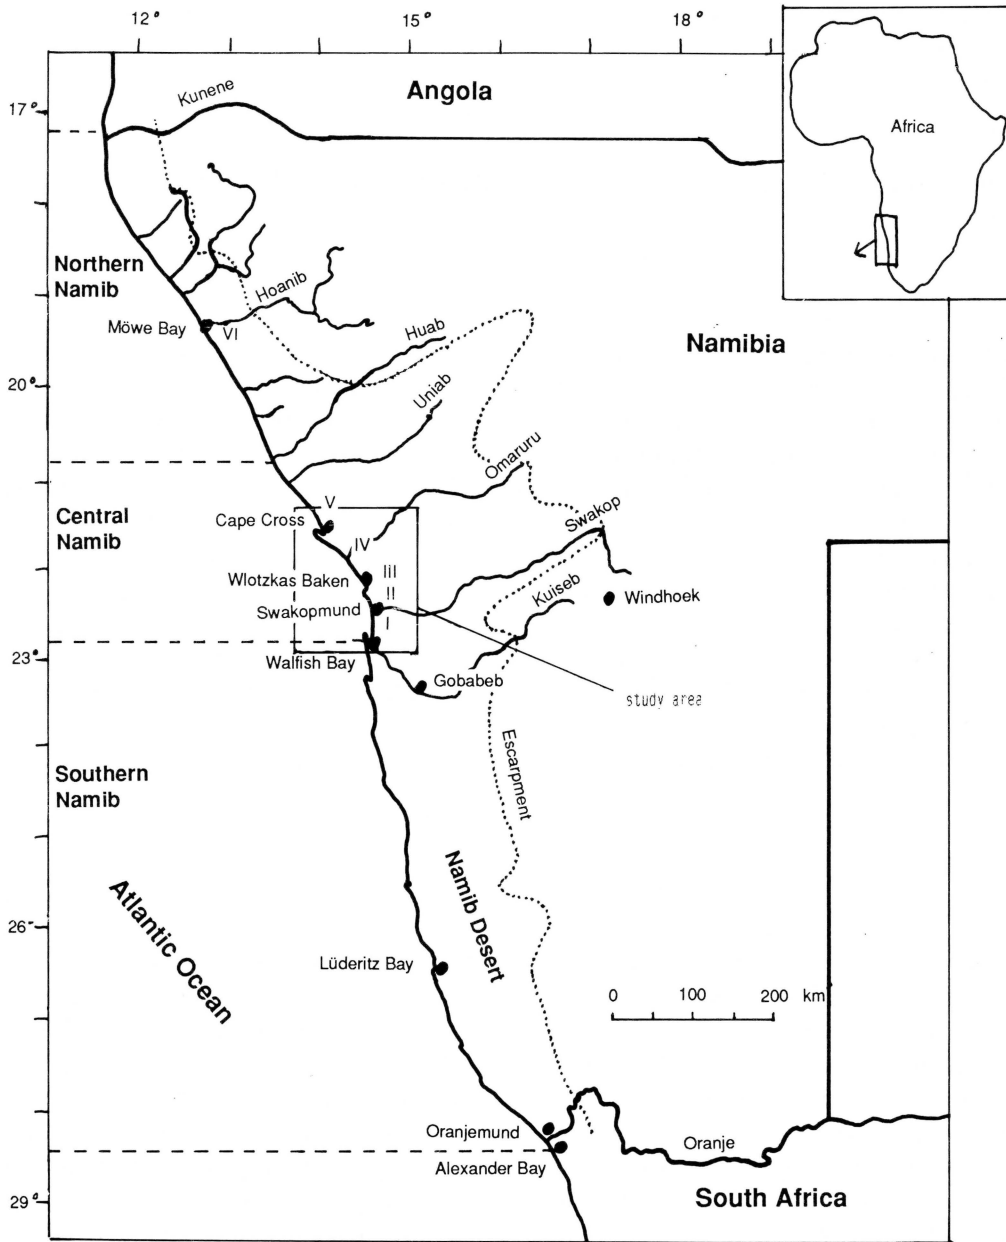 12° 15° 18°
Angola
Kunene
17°
Africa
Northern
Namib
Hoanib
Möwe Bay
VI
Huab
Namibia
20°
Uniab
Omaruru
Central
Namib
V
Cape Cross
Swakop
IV
Wlotzkas Baken
III
II
Swakopmund
I
Kuiseb
Windhoek
Walfish Bay
23°
Gobabeb
study area
Escarpment
Southern
Namib
Namib Desert
Atlantic Ocean
26°
Lüderitz Bay
0 100 200 km
Oranjemund
Oranje
Alexander Bay
South Africa
29°